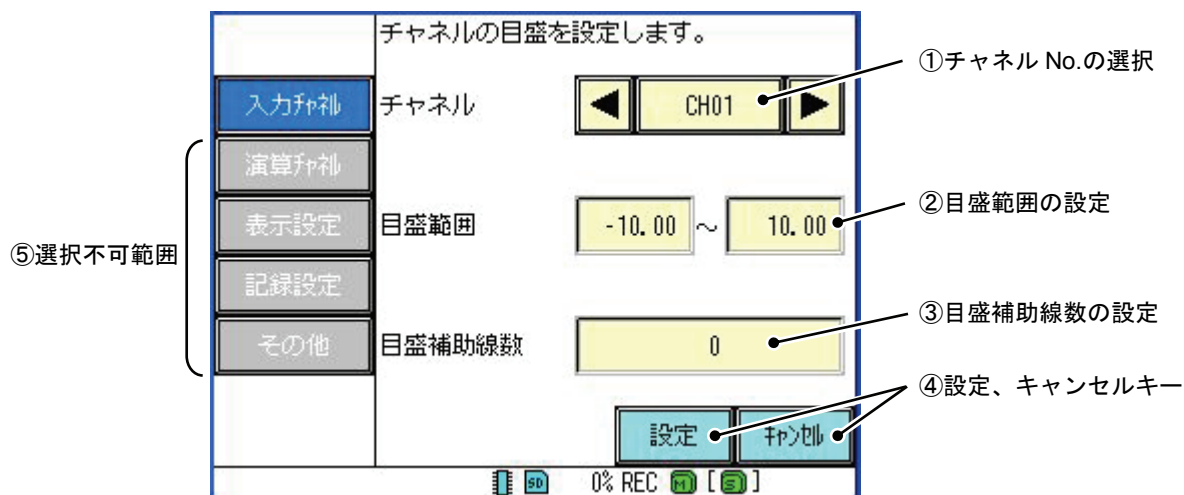 チャネルの目盛を設定します。
①チャネル No.の選択
入力ﾁｬﾈﾙ
チャネル
CH01
演算ﾁｬﾈﾙ
②目盛範囲の設定
表示設定
目盛範囲
-10.00 ～ 10.00
⑤選択不可範囲
記録設定
③目盛補助線数の設定
その他
目盛補助線数
0
④設定、キャンセルキー
設定
ｷｬﾝｾﾙ
SD 0% REC M [S]